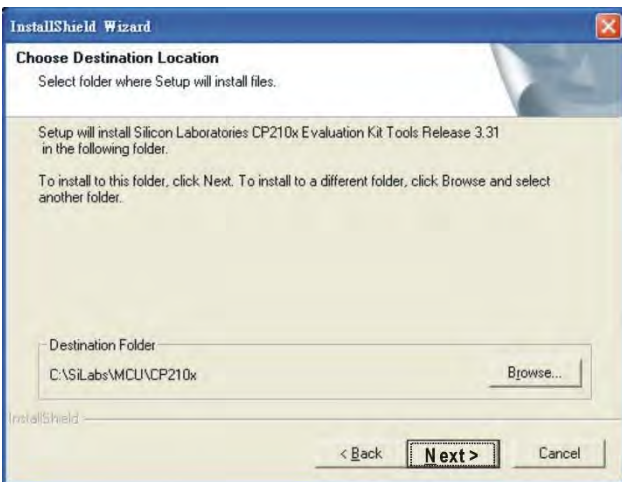 InstallShield Wizard
Choose Destination Location
Select folder where Setup will install files.
Setup will install Silicon Laboratories CP210x Evaluation Kit Tools Release 3.31
in the following folder.
To install to this folder, click Next. To install to a different folder, click Browse and select
another folder.
Destination Folder
C:\SiLabs\MCU\CP210x
Browse...
InstallShield
< Back
Next >
Cancel